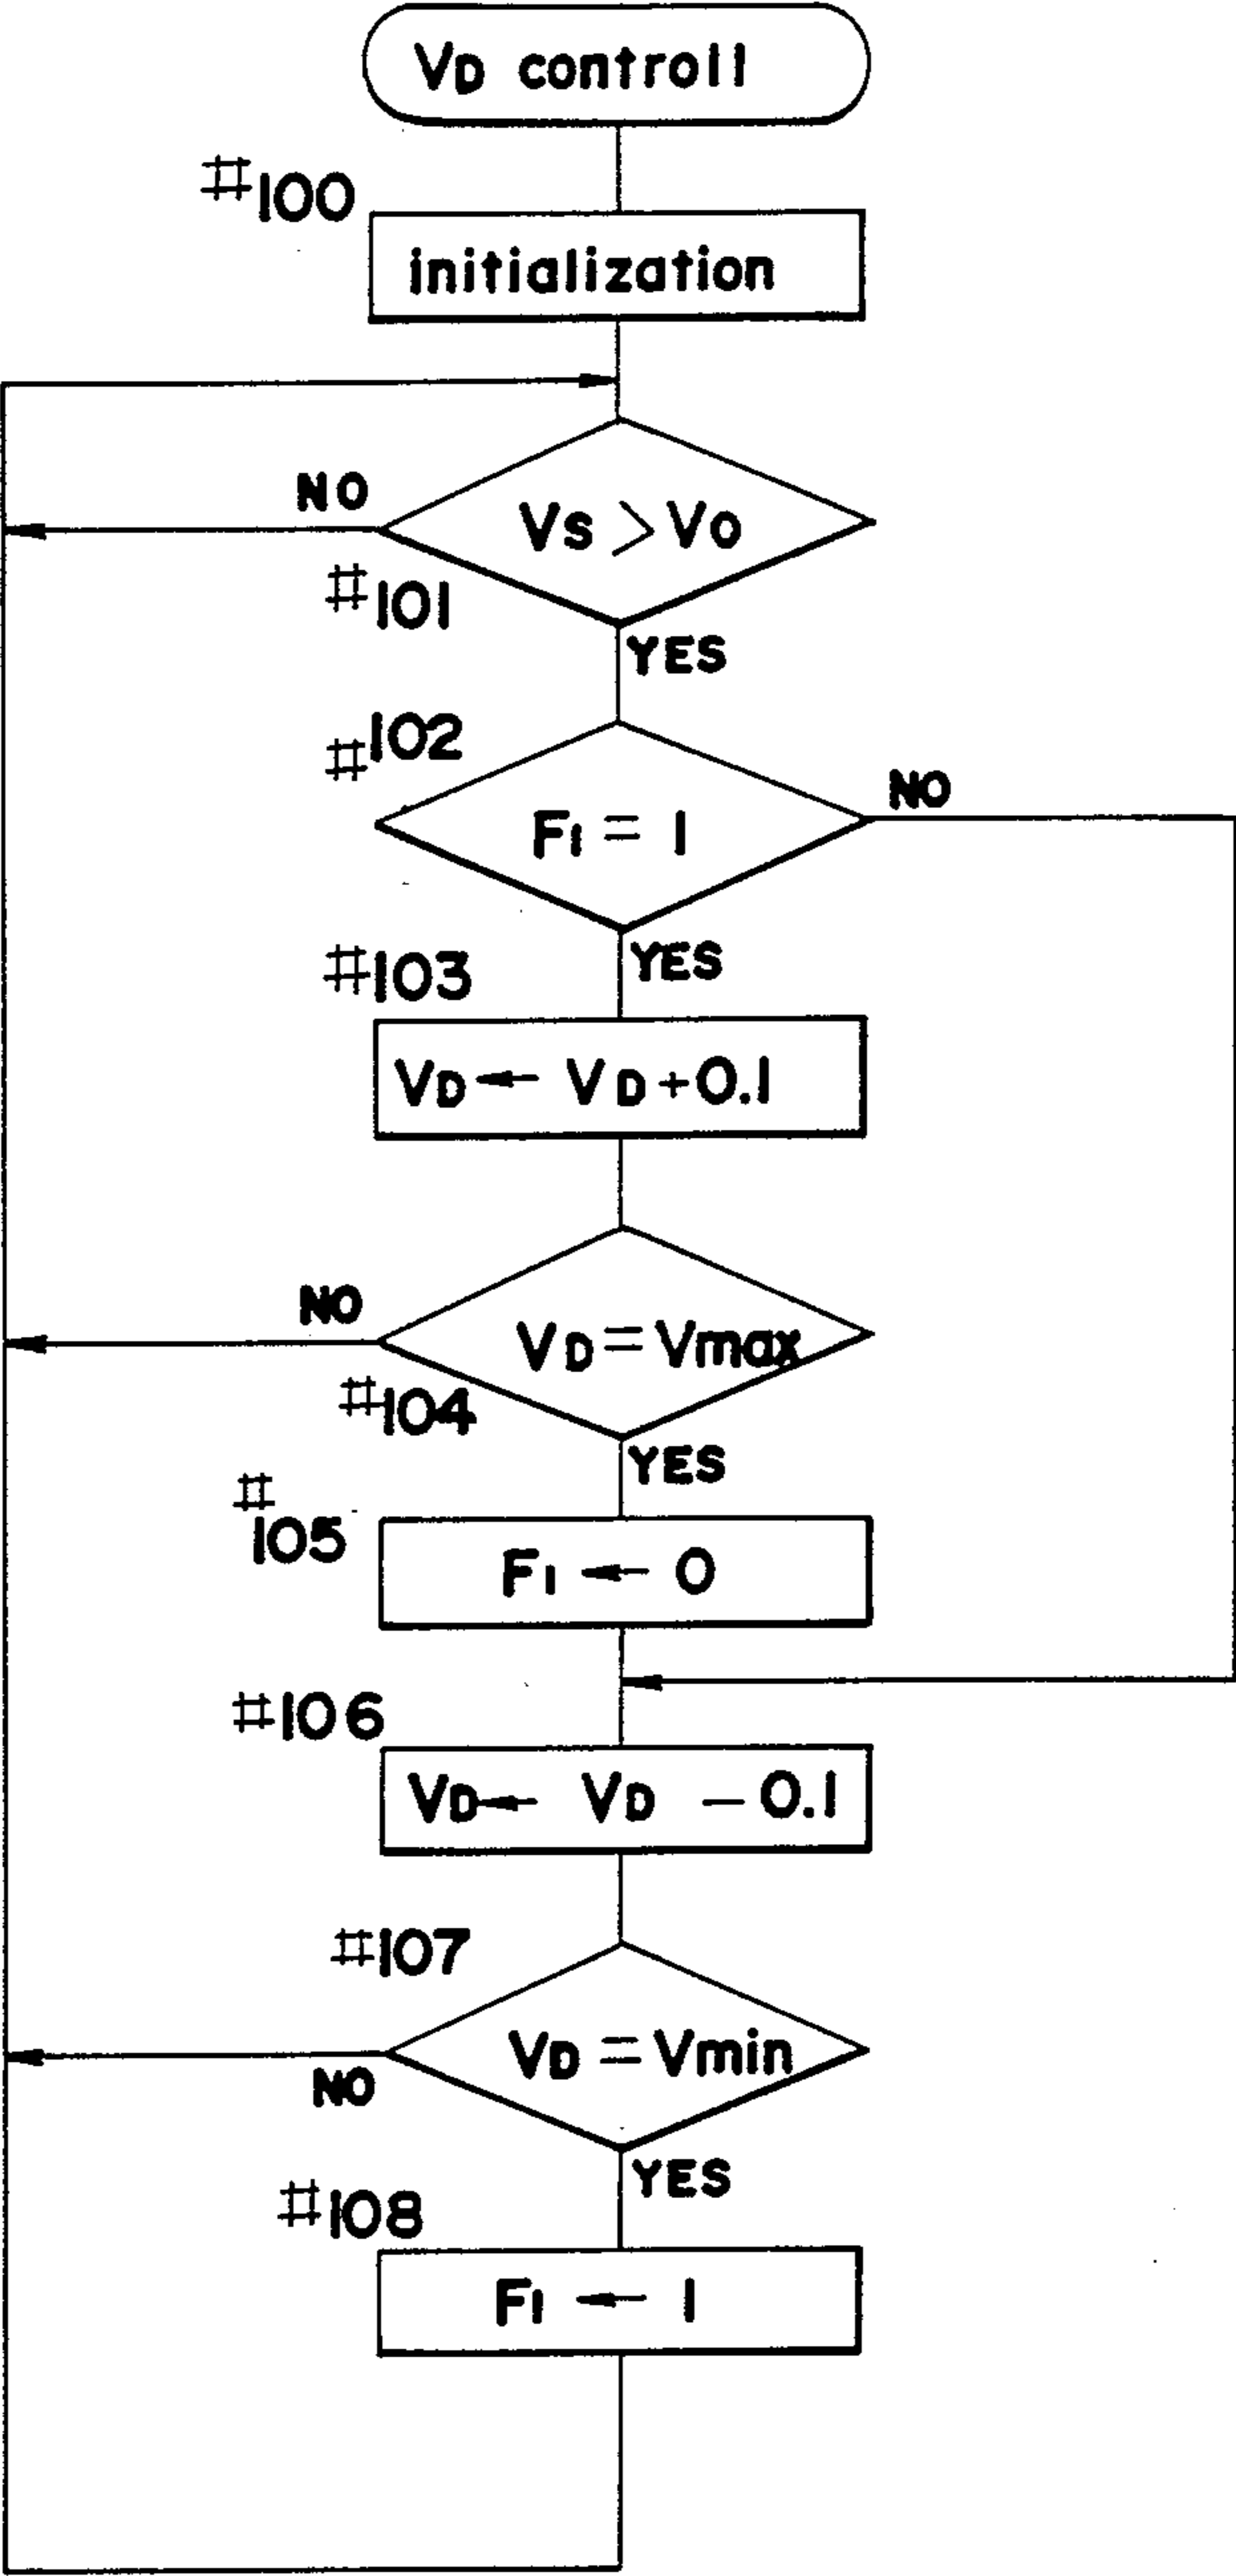 VD controll
#100
initialization
NO
VS > VO
#101
YES
#102
NO
F1 = 1
YES
#103
VD ← VD + 0.1
NO
VD = Vmax
#104
YES
#105
F1 ← 0
#106
VD ← VD − 0.1
#107
VD = Vmin
NO
YES
#108
F1 ← 1